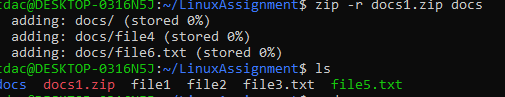 cdac@DESKTOP-0316N5J:~/LinuxAssignment$ zip -r docs1.zip docs
  adding: docs/ (stored 0%)
  adding: docs/file4 (stored 0%)
  adding: docs/file6.txt (stored 0%)
cdac@DESKTOP-0316N5J:~/LinuxAssignment$ ls
docs  docs1.zip  file1  file2  file3.txt  file5.txt